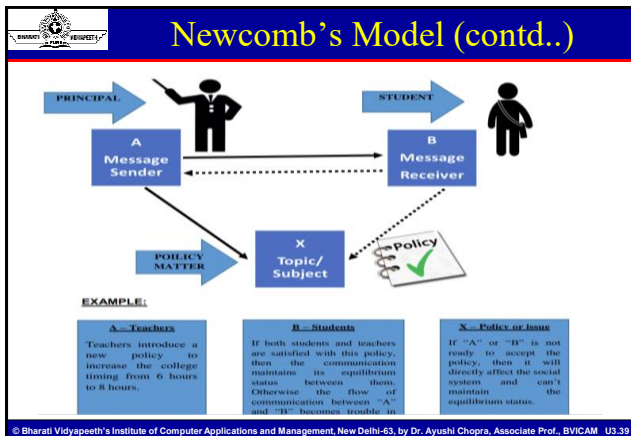 BHARATI VIDYAPEETH
PUNE
Newcomb's Model (contd..)
PRINCIPAL
STUDENT
A
Message
Sender
B
Message
Receiver
POILICY
MATTER
X
Topic/
Subject
Policy
EXAMPLE:
A – Teachers
Teachers introduce a
new policy to
increase the college
timing from 6 hours
to 8 hours.
B – Students
If both students and teachers
are satisfied with this policy,
then the communication
maintains its equilibrium
status between them.
Otherwise the flow of
communication between "A"
and "B" becomes trouble in
X – Policy or issue
If "A" or "B" is not
ready to accept the
policy, then it will
directly affect the social
system and can't
maintain the
equilibrium status.
© Bharati Vidyapeeth's Institute of Computer Applications and Management, New Delhi-63, by Dr. Ayushi Chopra, Associate Prof., BVICAM U3.39